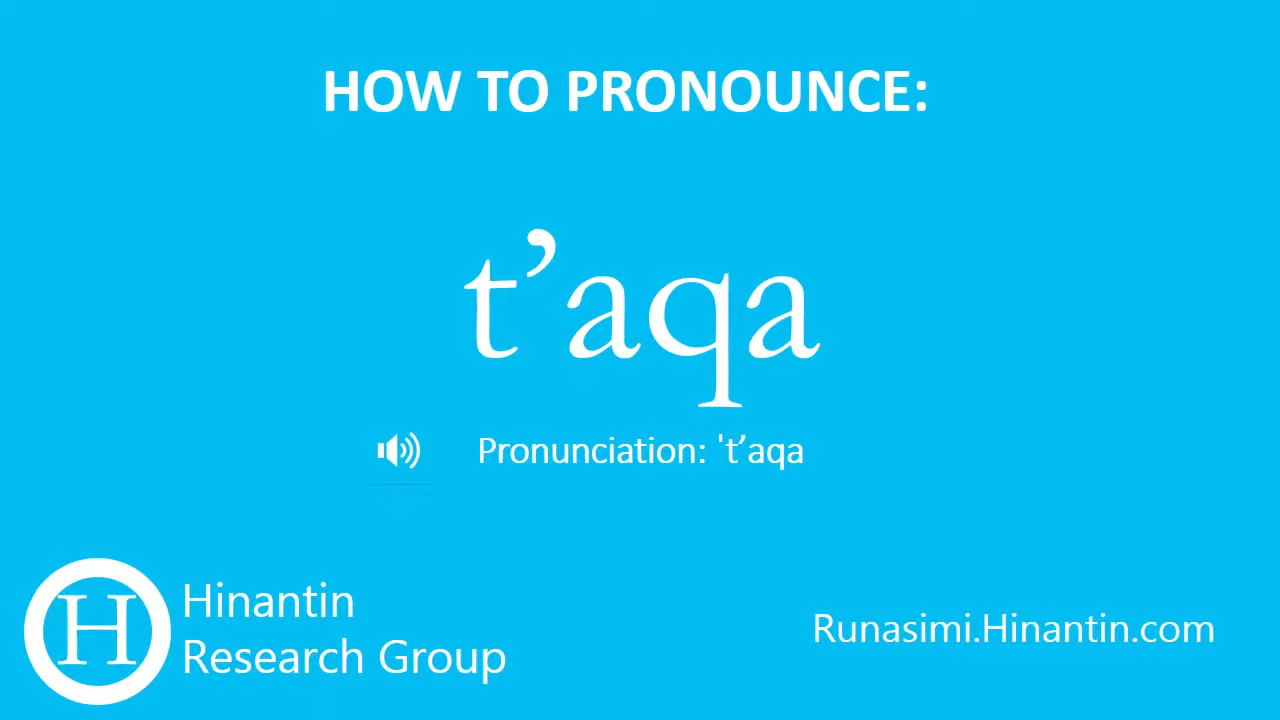 HOW TO PRONOUNCE:
t’aqa
Pronunciation: ˈt’aqa
H
Hinantin
Research Group
Runasimi.Hinantin.com